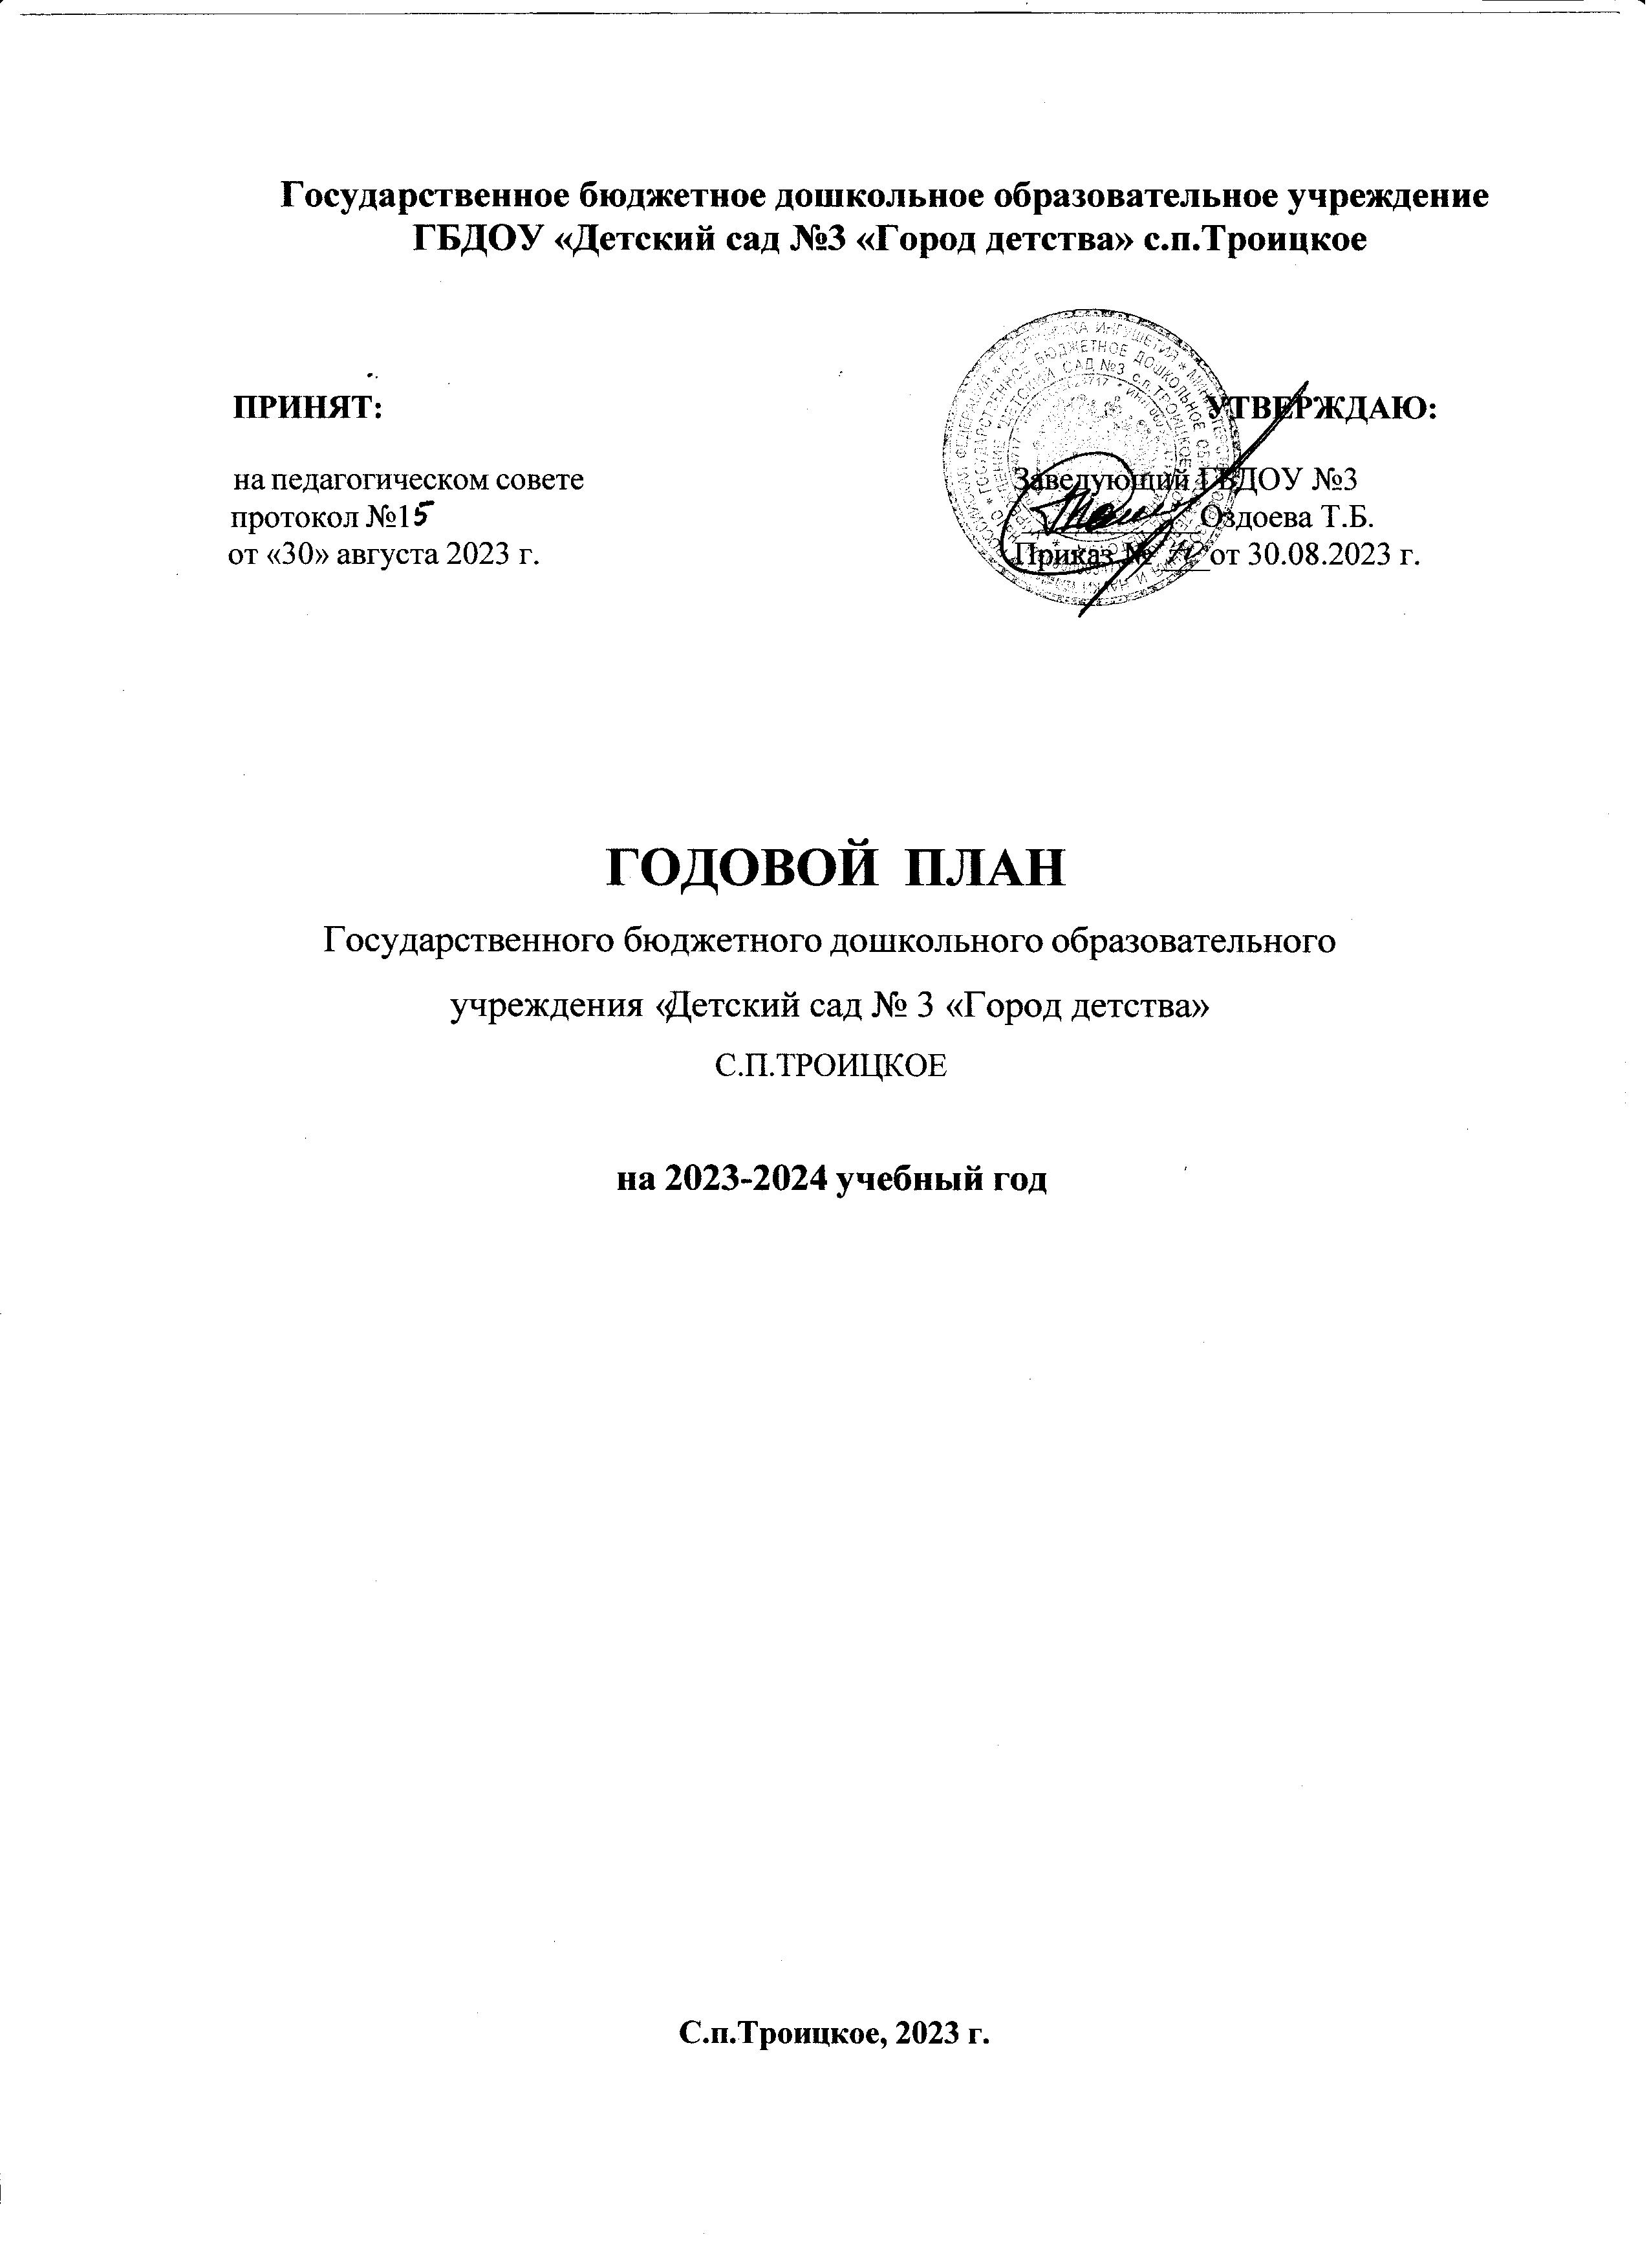 Государственное бюджетное дошкольное образовательное учреждение
ГБДОУ «Детский сад №3 «Город детства» с.п.Троицкое
ПРИНЯТ:
на педагогическом совете
протокол №15
от «30» августа 2023 г.
УТВЕРЖДАЮ:
Заведующий ГБДОУ №3
Оздоева Т.Б.
Приказ № от 30.08.2023 г.
ГОДОВОЙ ПЛАН
Государственного бюджетного дошкольного образовательного
учреждения «Детский сад № 3 «Город детства»
С.П.ТРОИЦКОЕ
на 2023-2024 учебный год
С.п.Троицкое, 2023 г.